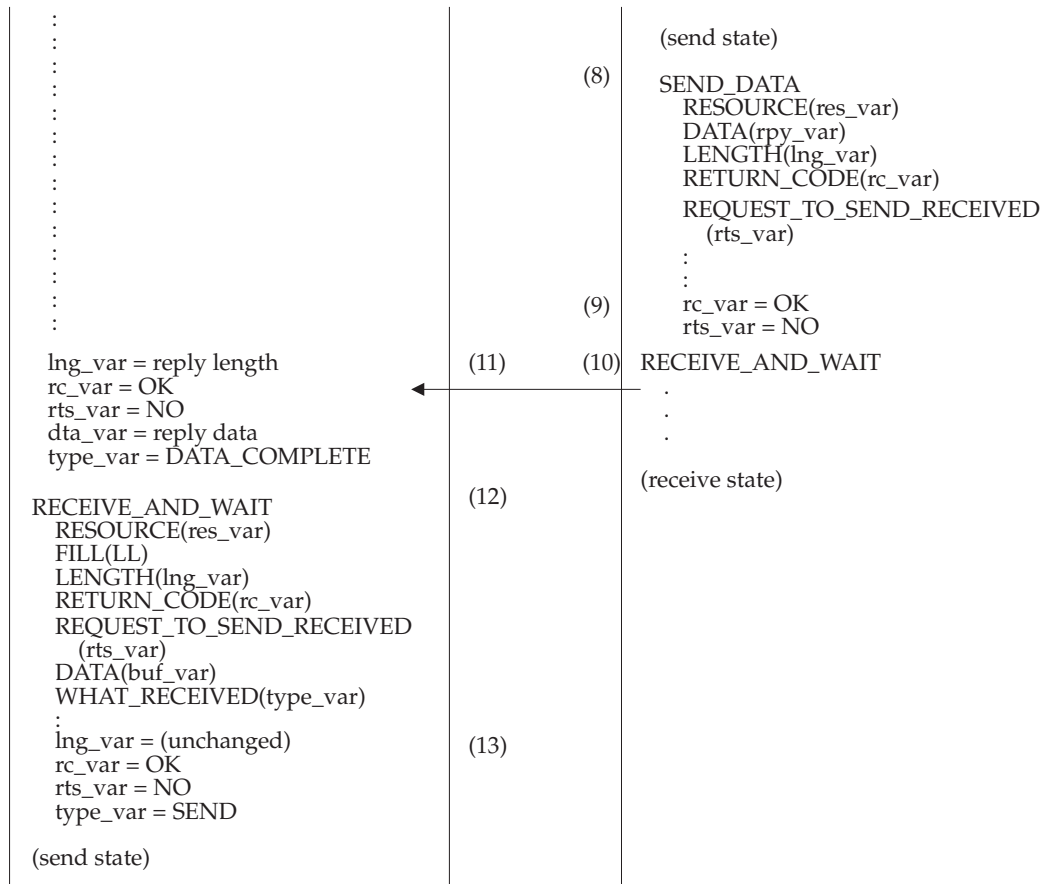 :
:
:
:
:
:
:
:
:
:
:
:
:
:
(send state)
(8)
SEND_DATA
RESOURCE(res_var)
DATA(rpy_var)
LENGTH(lng_var)
RETURN_CODE(rc_var)
REQUEST_TO_SEND_RECEIVED
(rts_var)
:
:
(9)
rc_var = OK
rts_var = NO
lng_var = reply length
rc_var = OK
rts_var = NO
dta_var = reply data
type_var = DATA_COMPLETE
(11)
(10)
RECEIVE_AND_WAIT
.
.
.
(receive state)
(12)
RECEIVE_AND_WAIT
RESOURCE(res_var)
FILL(LL)
LENGTH(lng_var)
RETURN_CODE(rc_var)
REQUEST_TO_SEND_RECEIVED
(rts_var)
DATA(buf_var)
WHAT_RECEIVED(type_var)
:
lng_var = (unchanged)
(13)
rc_var = OK
rts_var = NO
type_var = SEND
(send state)